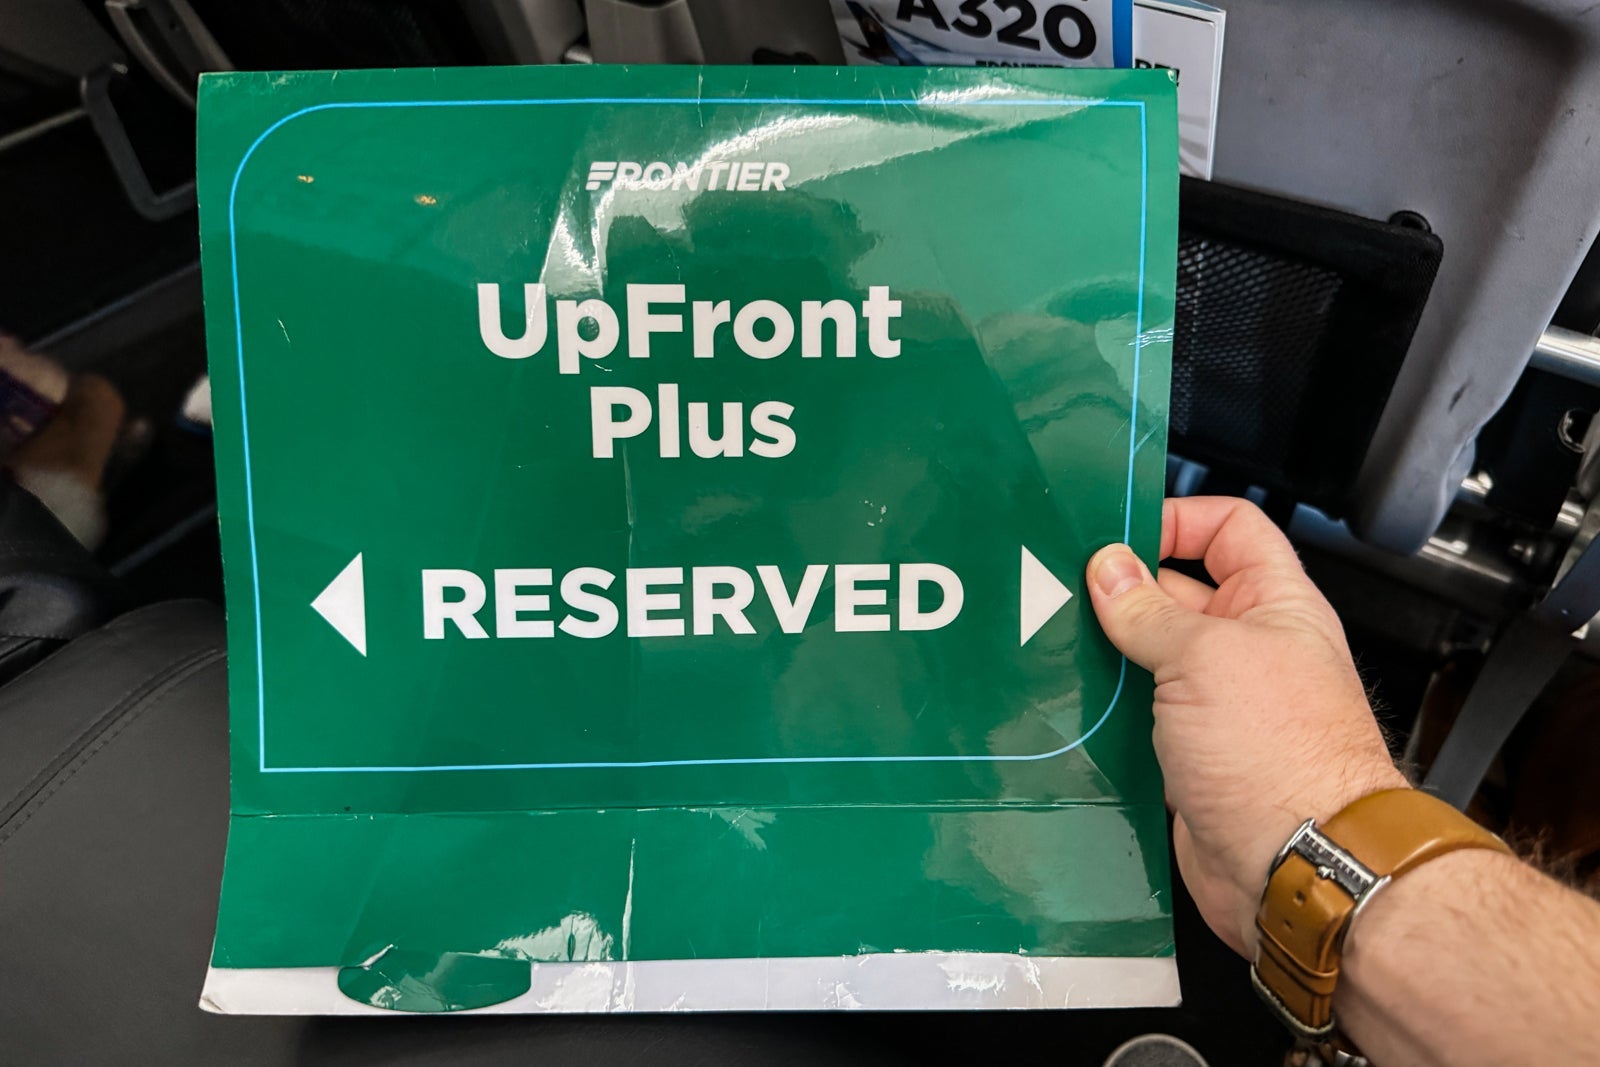 A320
FRONTIER
UpFront
Plus
RESERVED